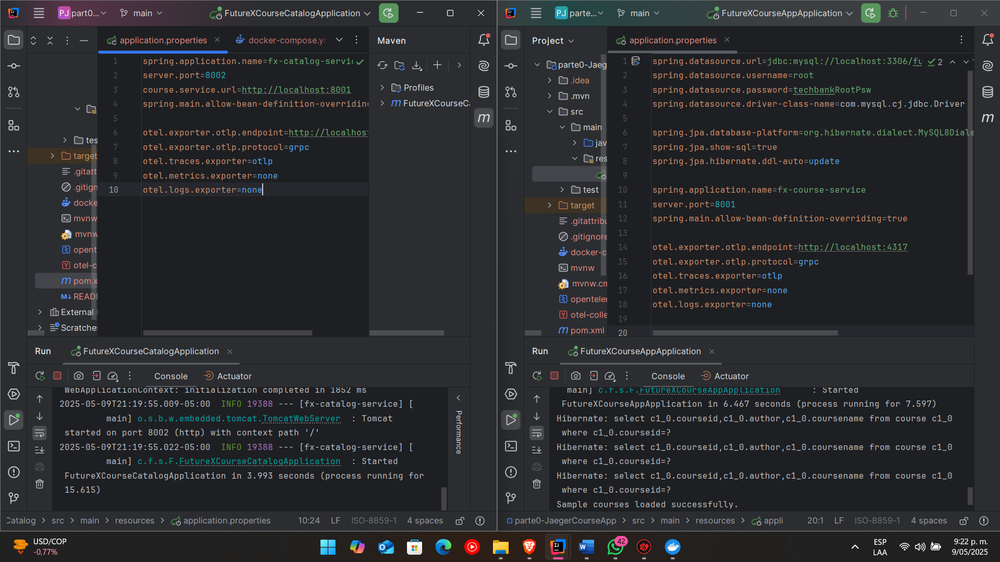 PJ part0...
main
FutureXCourseCatalogApplication
application.properties
docker-compose.yr
Maven
1 spring.application.name=fx-catalog-servic
2 server.port=8002
3 course.service.url=http://localhost:8001
4 spring.main.allow-bean-definition-overriding
5
6 otel.exporter.otlp.endpoint=http://localhost
7 otel.exporter.otlp.protocol=grpc
8 otel.traces.exporter=otlp
9 otel.metrics.exporter=none
10 otel.logs.exporter=none
Profiles
FutureXCourseCa
tes
target
.gitatt
.gitign
docke
mvnw
mvnw
opent
otel-c
pom.x
READI
External
Scratches
Run
FutureXCourseCatalogApplication
Console
Actuator
WebApplicationContext: initialization completed in 1852 ms
2025-05-09T21:19:55.009-05:00 INFO 19388 --- [fx-catalog-service] [
main] o.s.b.w.embedded.tomcat.TomcatWebServer : Tomcat
started on port 8002 (http) with context path '/'
2025-05-09T21:19:55.022-05:00 INFO 19388 --- [fx-catalog-service] [
main] c.f.s.F.FutureXCourseCatalogApplication : Started
FutureXCourseCatalogApplication in 3.993 seconds (process running for
15.615)
Performance
Catalog > src > main > resources > application.properties
10:24 LF ISO-8859-1 4 spaces
PJ parte...
main
FutureXCourseAppApplication
Project
application.properties
parte0-Jaeg
.idea
.mvn
src
main
jav
res
test
target
.gitattribu
.gitignore
docker-c
mvnw
mvnw.cm
openteler
otel-colle
pom.xml
2
1 spring.datasource.url=jdbc:mysql://localhost:3306/fu
2 spring.datasource.username=root
3 spring.datasource.password=techbankRootPsw
4 spring.datasource.driver-class-name=com.mysql.cj.jdbc.Driver
5
6 spring.jpa.database-platform=org.hibernate.dialect.MySQL8Diale
7 spring.jpa.show-sql=true
8 spring.jpa.hibernate.ddl-auto=update
9
10 spring.application.name=fx-course-service
11 server.port=8001
12 spring.main.allow-bean-definition-overriding=true
13
14 otel.exporter.otlp.endpoint=http://localhost:4317
15 otel.exporter.otlp.protocol=grpc
16 otel.traces.exporter=otlp
17 otel.metrics.exporter=none
18 otel.logs.exporter=none
19
20
Run
FutureXCourseAppApplication
Console
Actuator
main] c.f.s.F.FutureXCourseAppApplication : Started
FutureXCourseAppApplication in 6.467 seconds (process running for 7.597)
Hibernate: select c1_0.courseid,c1_0.author,c1_0.coursename from course c1_0
where c1_0.courseid=?
Hibernate: select c1_0.courseid,c1_0.author,c1_0.coursename from course c1_0
where c1_0.courseid=?
Hibernate: select c1_0.courseid,c1_0.author,c1_0.coursename from course c1_0
where c1_0.courseid=?
Sample courses loaded successfully.
parte0-JaegerCourseApp > src > main > resources > appli
20:1 LF ISO-8859-1 4 spaces
USD/COP
-0,77%
42
ESP
LAA
9:22 p. m.
9/05/2025